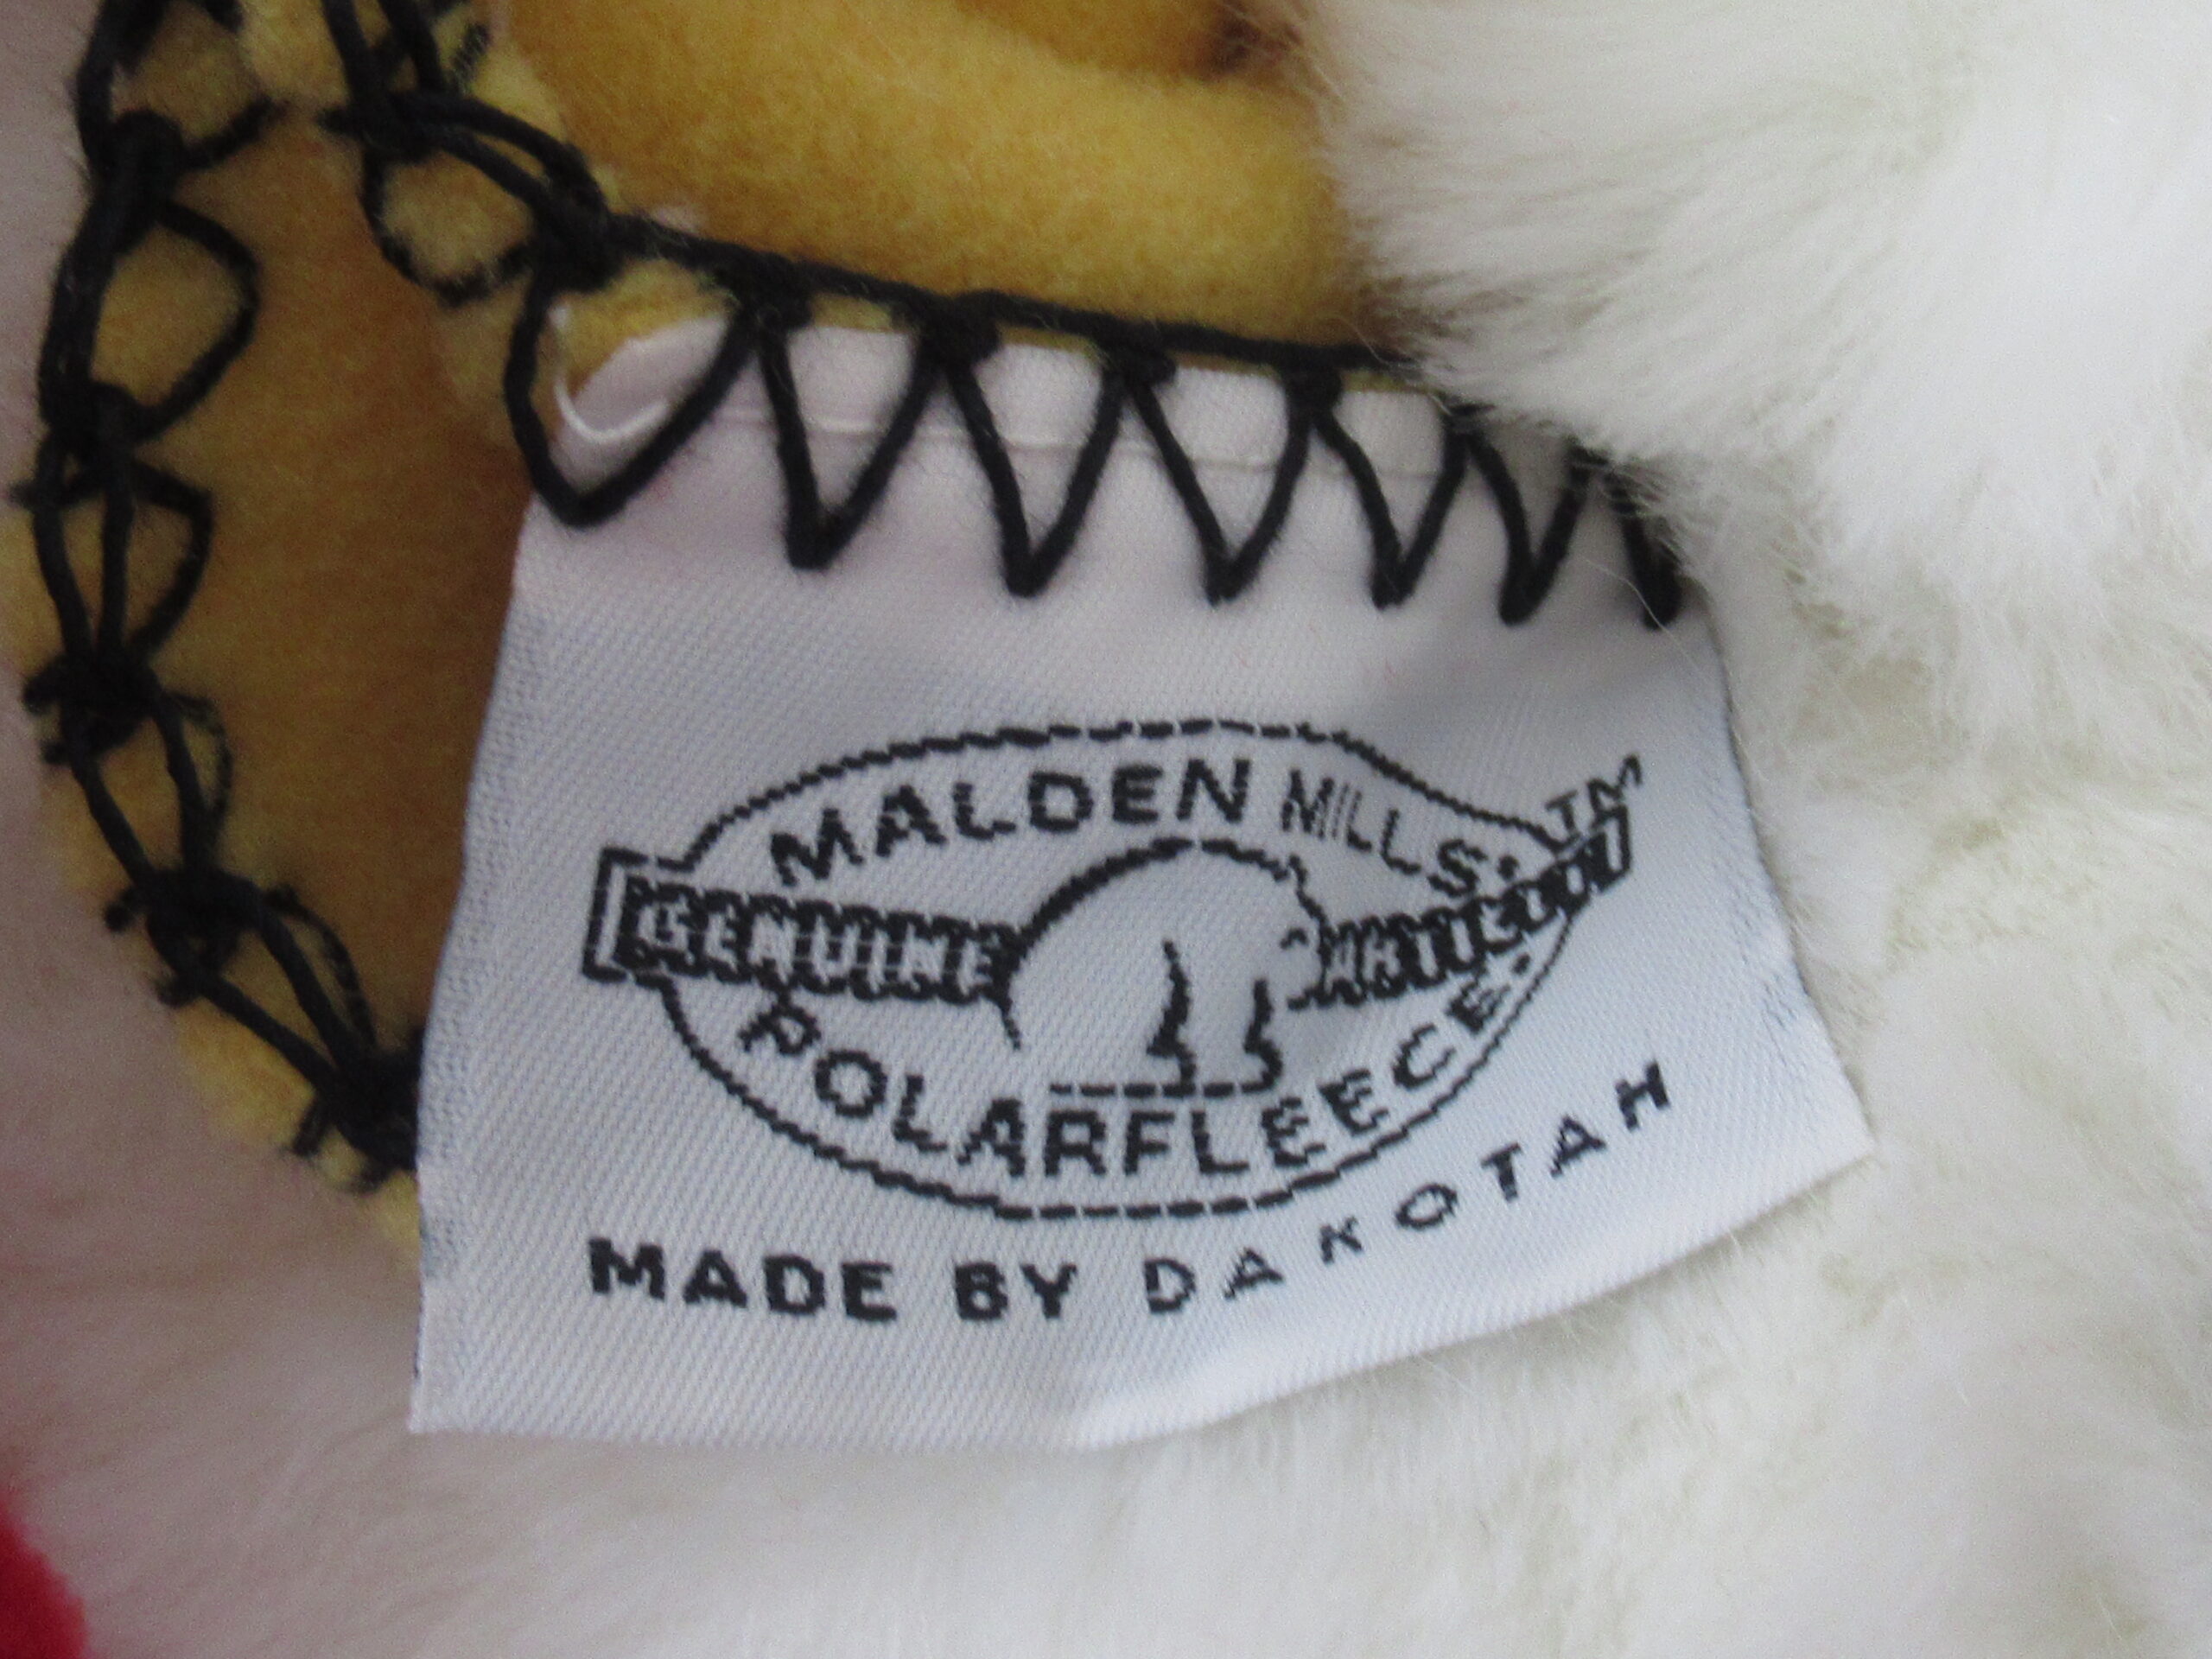 MALDEN MILLS'
TM
GENUINE
POLARFLEECE.
MADE BY DAKOTAH